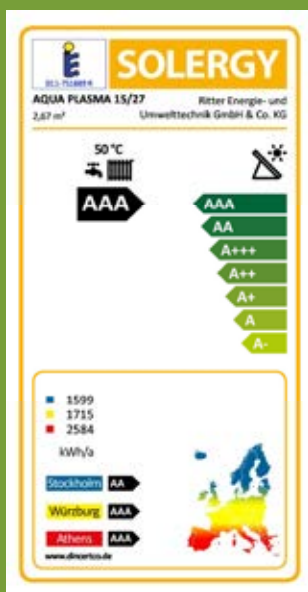 SOLERGY
AQUA PLASMA 15/27
Ritter Energie- und
2,67 m²
Umwelttechnik GmbH & Co. KG
50 °C
AAA
AAA
AA
A+++
A++
A+
A
A-
1599
1715
2584
kWh/a
Stockholm AA
Würzburg AAA
Athens AAA
www.dincertco.de